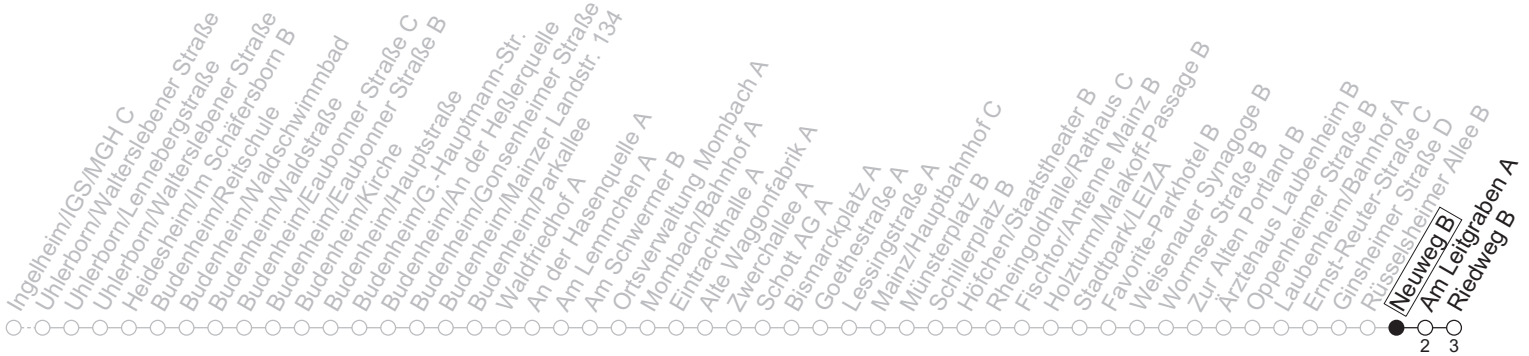 Ingelheim/IGS/MGH C
Uhlerborn/Walterslebener Straße
Uhlerborn/Lennebergstraße
Uhlerborn/Walterslebener Straße
Heidesheim/Im Schäfersborn B
Budenheim/Reitschule
Budenheim/Waldschwimmbad
Budenheim/Waldstraße
Budenheim/Eaubonner Straße C
Budenheim/Eaubonner Straße B
Budenheim/Kirche
Budenheim/Hauptstraße
Budenheim/G.-Hauptmann-Str.
Budenheim/An der Heßlerquelle
Budenheim/Gonsenheimer Straße
Budenheim/Mainzer Landstr. 134
Budenheim/Parkallee
Waldfriedhof A
An der Hasenquelle A
Am Lemmchen A
Am Schwermer B
Ortsverwaltung Mombach A
Mombach/Bahnhof A
Eintrachthalle A
Alte Waggonfabrik A
Zwerchallee A
Schott AG A
Bismarckplatz A
Goethestraße A
Lessingstraße A
Mainz/Hauptbahnhof C
Münsterplatz B
Schillerplatz B
Höfchen/Staatstheater B
Rheingoldhalle/Rathaus C
Fischtor/Antenne Mainz B
Holzturm/Malakoff-Passage B
Stadtpark/LEIZA
Favorite-Parkhotel B
Weisenauer Synagoge B
Wormser Straße B
Zur Alten Portland B
Ärztehaus Laubenheim B
Oppenheimer Straße B
Laubenheim/Bahnhof A
Ernst-Reuter-Straße C
Ginsheimer Straße D
Rüsselsheimer Allee B
Neuweg B
Am Leitgraben A
Riedweg B
2
3